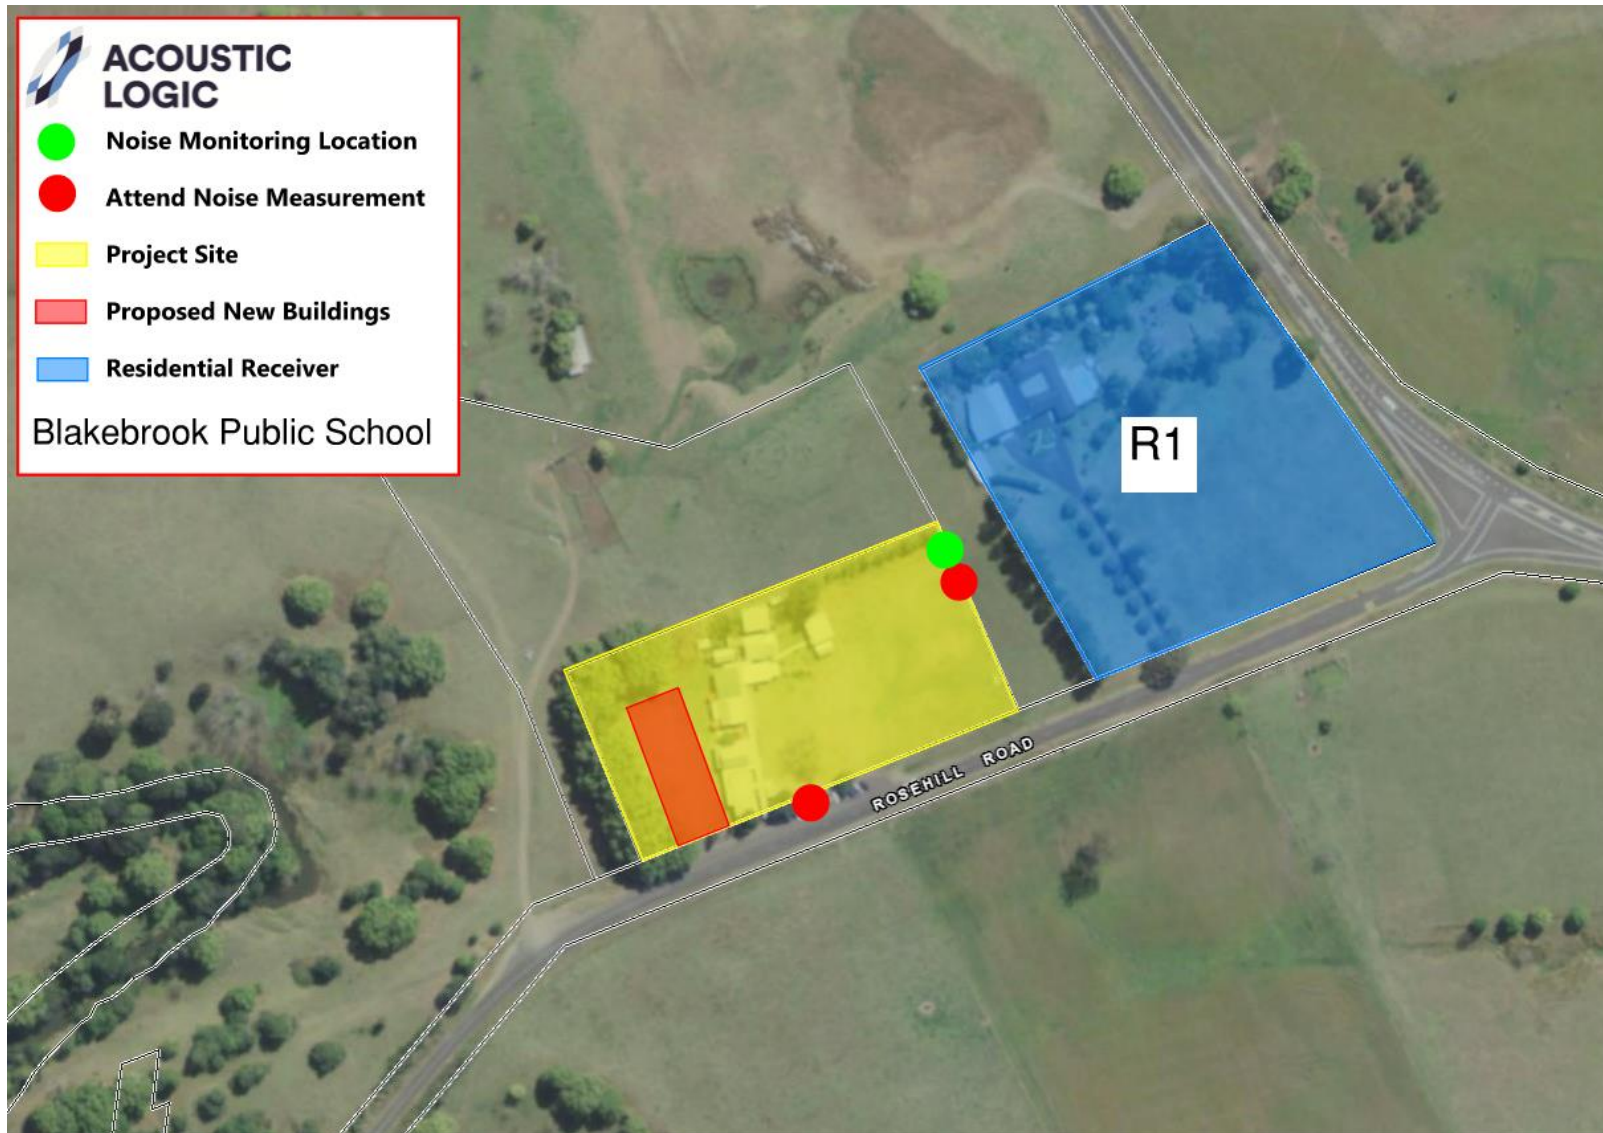 ACOUSTIC
LOGIC
Noise Monitoring Location
Attend Noise Measurement
Project Site
Proposed New Buildings
Residential Receiver
Blakebrook Public School
R1
ROSEHILL ROAD